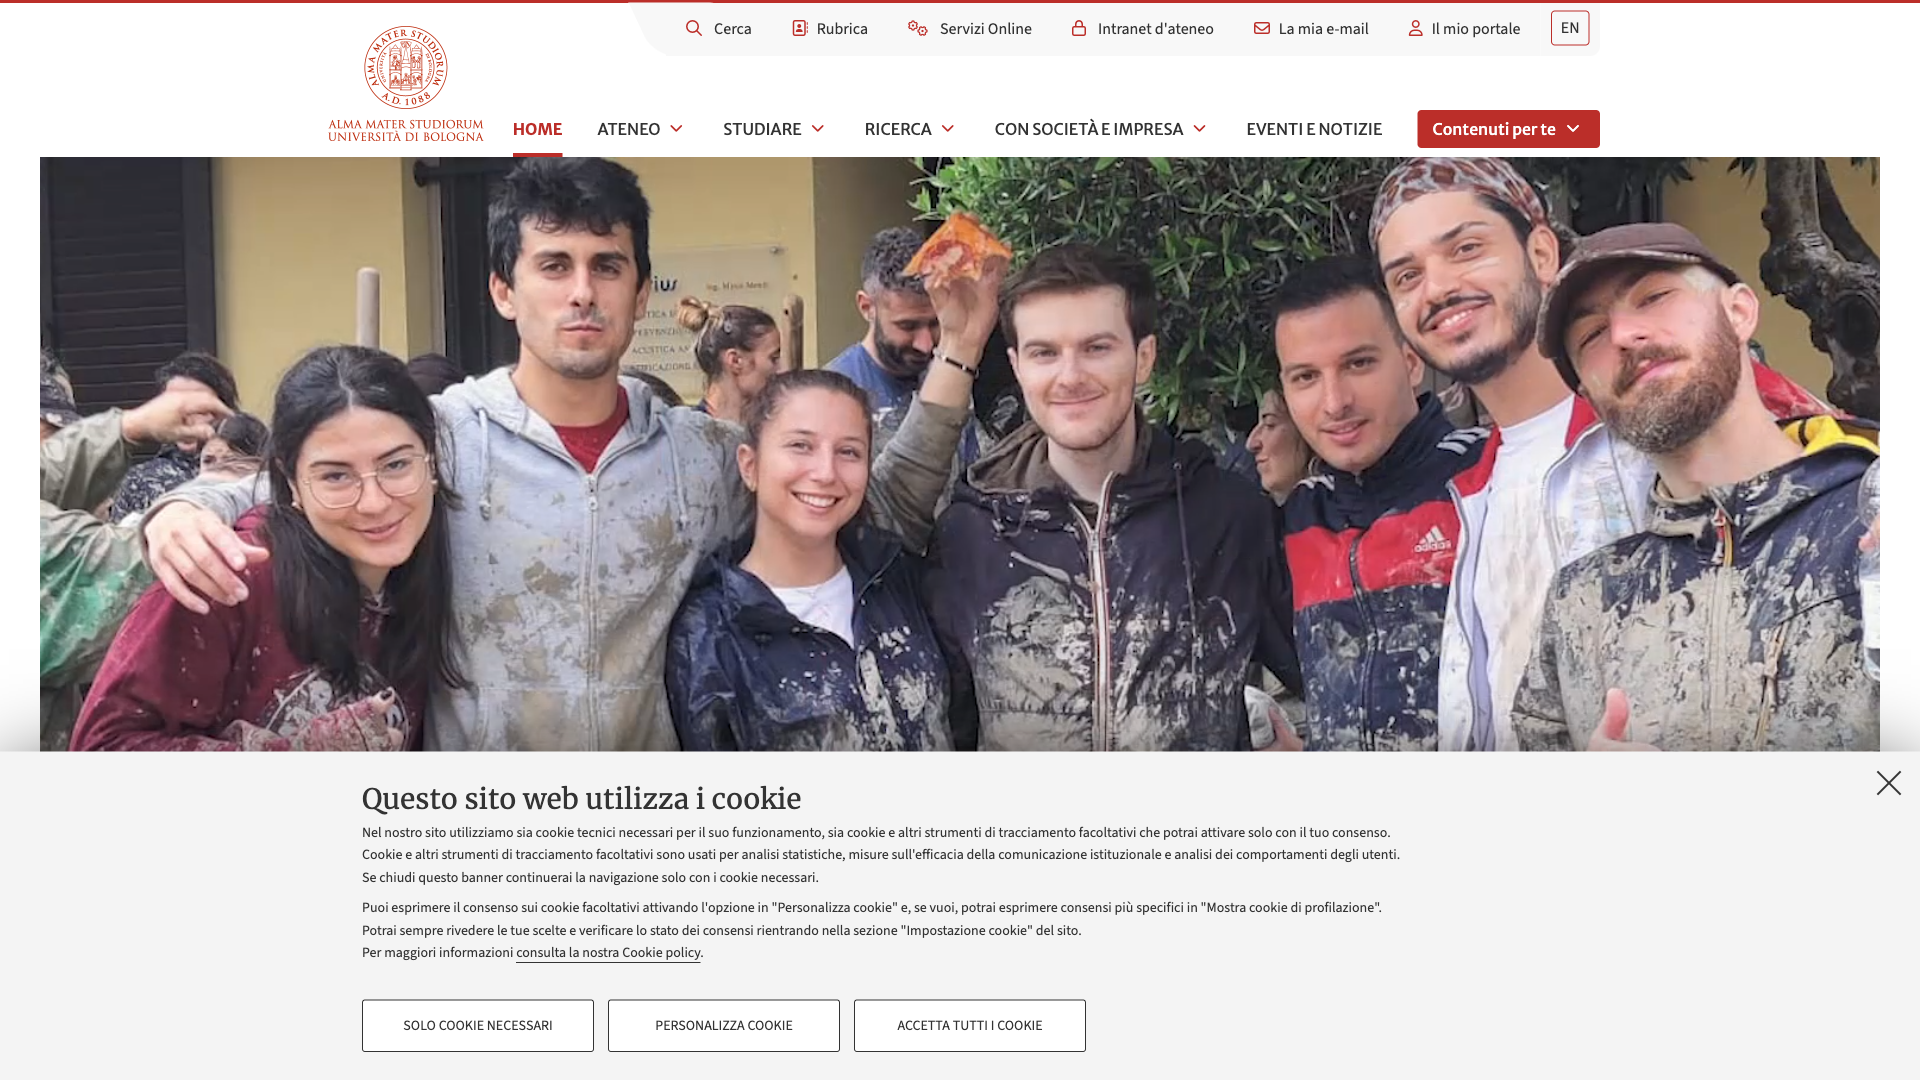 Cerca
Rubrica
Servizi Online
Intranet d'ateneo
La mia e-mail
Il mio portale
EN
ALMA MATER STUDIORUM
A.D. 1088
ALMA MATER STUDIORUM
UNIVERSITÀ DI BOLOGNA
HOME
ATENEO
STUDIARE
RICERCA
CON SOCIETÀ E IMPRESA
EVENTI E NOTIZIE
Contenuti per te
adidas
Questo sito web utilizza i cookie
Nel nostro sito utilizziamo sia cookie tecnici necessari per il suo funzionamento, sia cookie e altri strumenti di tracciamento facoltativi che potrai attivare solo con il tuo consenso.
Cookie e altri strumenti di tracciamento facoltativi sono usati per analisi statistiche, misure sull'efficacia della comunicazione istituzionale e analisi dei comportamenti degli utenti.
Se chiudi questo banner continuerai la navigazione solo con i cookie necessari.
Puoi esprimere il consenso sui cookie facoltativi attivando l'opzione in "Personalizza cookie" e, se vuoi, potrai esprimere consensi più specifici in "Mostra cookie di profilazione".
Potrai sempre rivedere le tue scelte e verificare lo stato dei consensi rientrando nella sezione "Impostazione cookie" del sito.
Per maggiori informazioni consulta la nostra Cookie policy.
SOLO COOKIE NECESSARI
PERSONALIZZA COOKIE
ACCETTA TUTTI I COOKIE